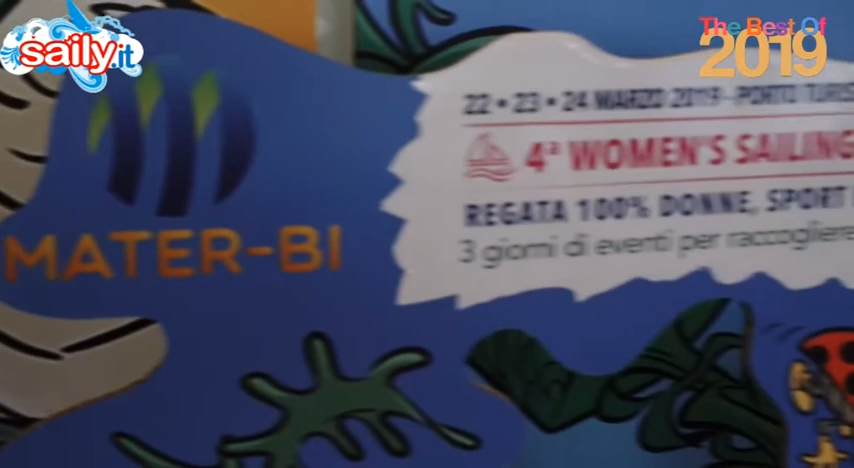 saily.it
The Best Of
2019
22 • 23 • 24 MARZO 2019 - PORTO TURIS
4ª WOMEN'S SAILING
REGATA 100% DONNE, SPORT
3 giorni di eventi per raccogliere
MATER-BI